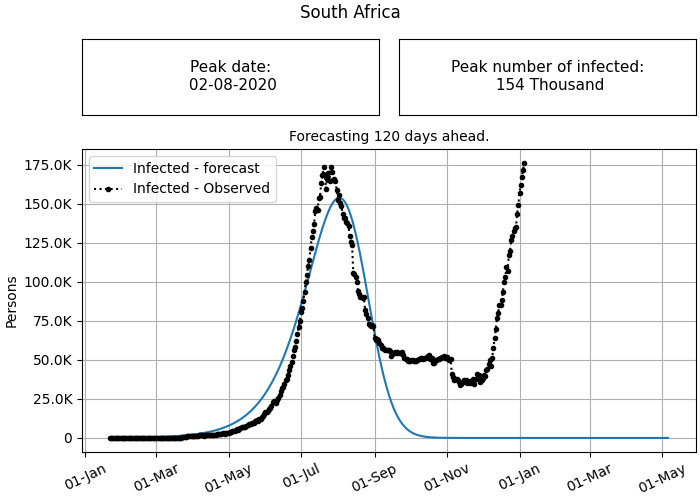 South Africa
Peak date:
02-08-2020
Peak number of infected:
154 Thousand
Forecasting 120 days ahead.
Infected - forecast
Infected - Observed
175.0K
150.0K
125.0K
100.0K
75.0K
50.0K
25.0K
0
Persons
01-Jan
01-Mar
01-May
01-Jul
01-Sep
01-Nov
01-Jan
01-Mar
01-May